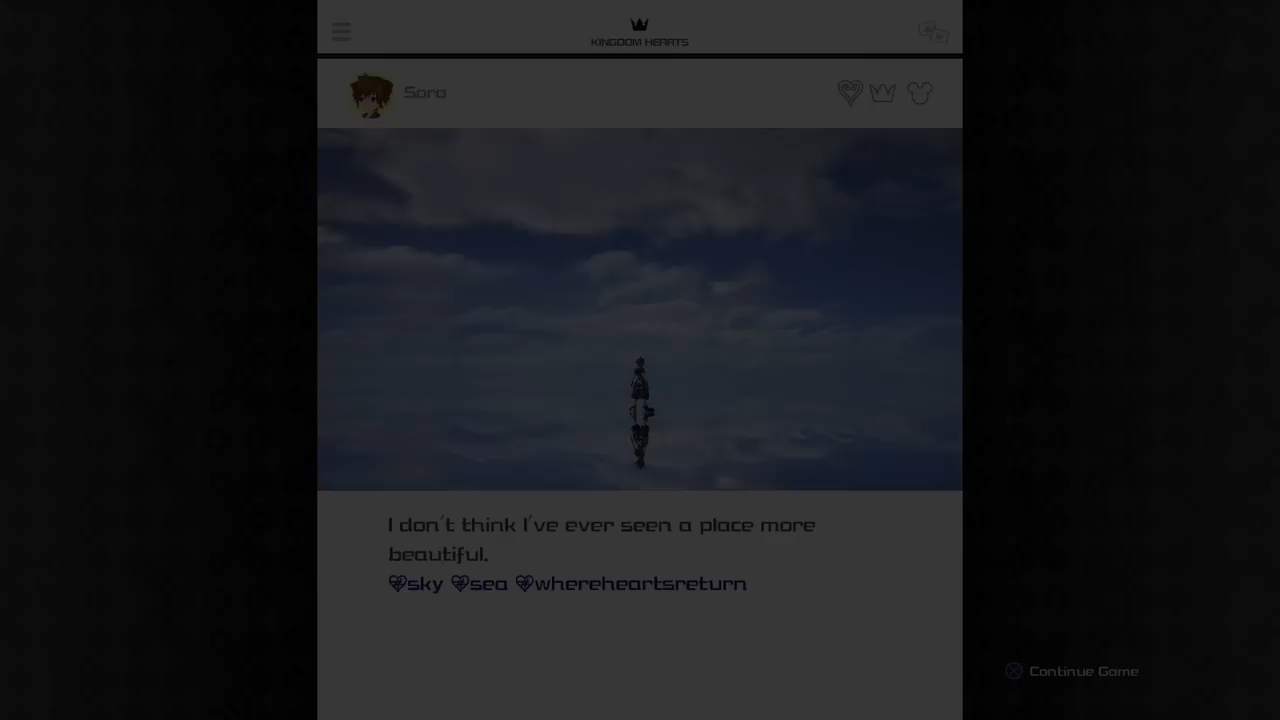 KINGDOM HEARTS
Sora
I don't think I've ever seen a place more
beautiful.
sky sea whereheartsreturn
Continue Game